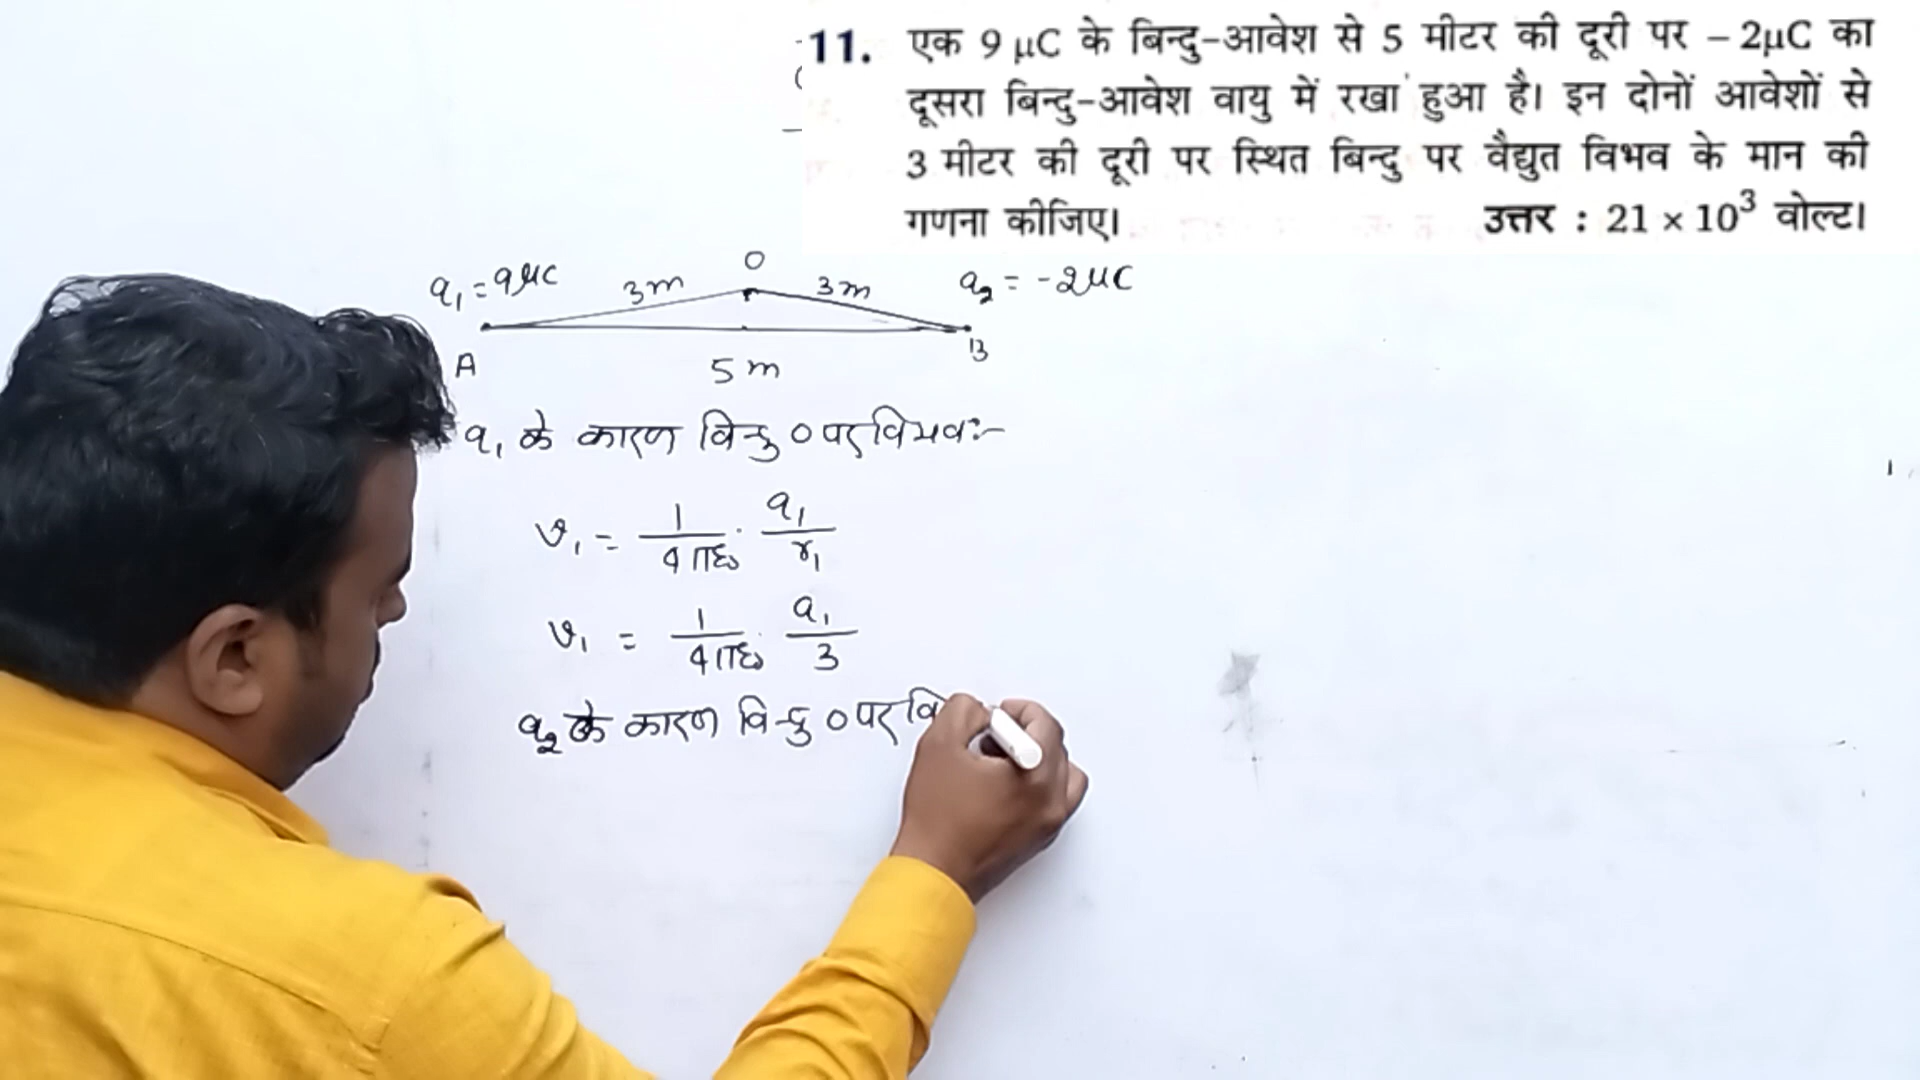 11. एक 9 μC के बिन्दु-आवेश से 5 मीटर की दूरी पर – 2μC का
दूसरा बिन्दु-आवेश वायु में रखा हुआ है। इन दोनों आवेशों से
3 मीटर की दूरी पर स्थित बिन्दु पर वैद्युत विभव के मान की
गणना कीजिए। उत्तर : 21 × 10³ वोल्ट।
q₁ = 9μC 3m O 3m q₂ = -2μC
A 5m B
q₁ के कारण बिन्दु O पर विभव:-
v₁ = 1/4πε₀ · q₁/r₁
v₁ = 1/4πε₀ · q₁/3
q₂ के कारण बिन्दु O पर वि